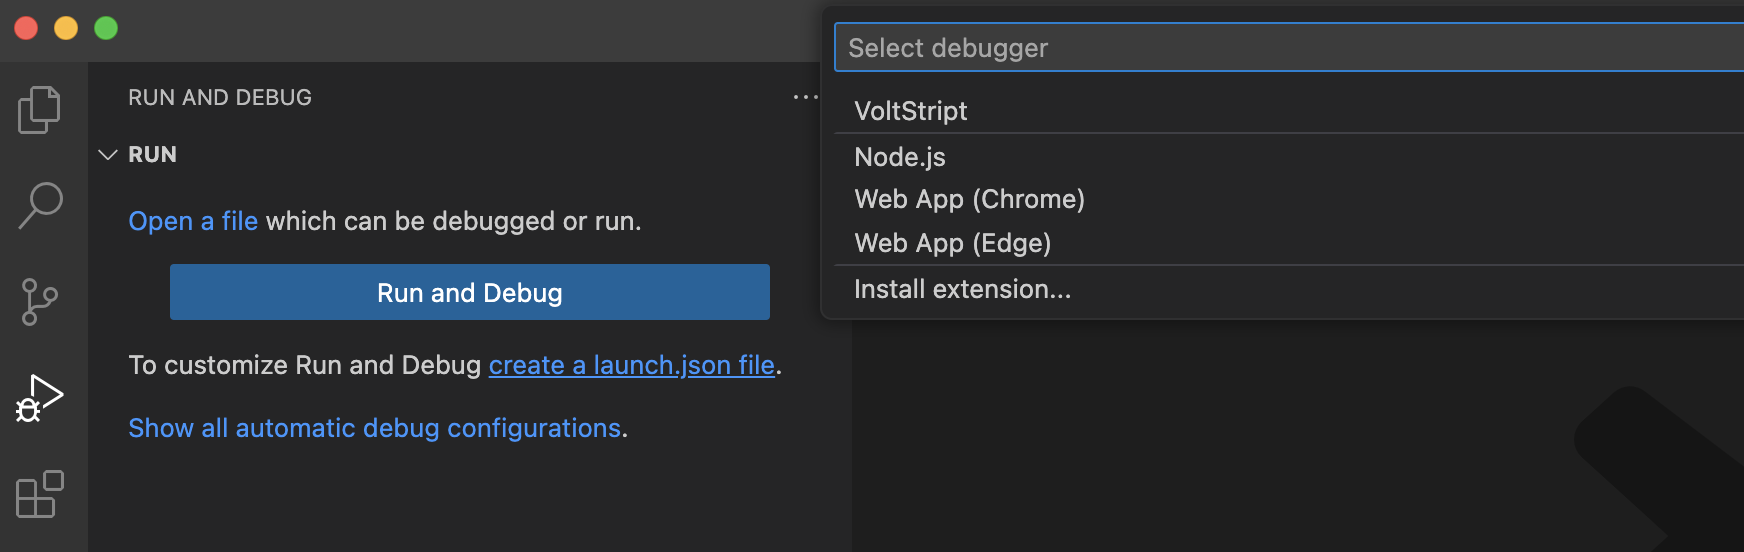 RUN AND DEBUG
RUN
Open a file which can be debugged or run.
Run and Debug
To customize Run and Debug create a launch.json file.
Show all automatic debug configurations.
Select debugger
VoltStript
Node.js
Web App (Chrome)
Web App (Edge)
Install extension...